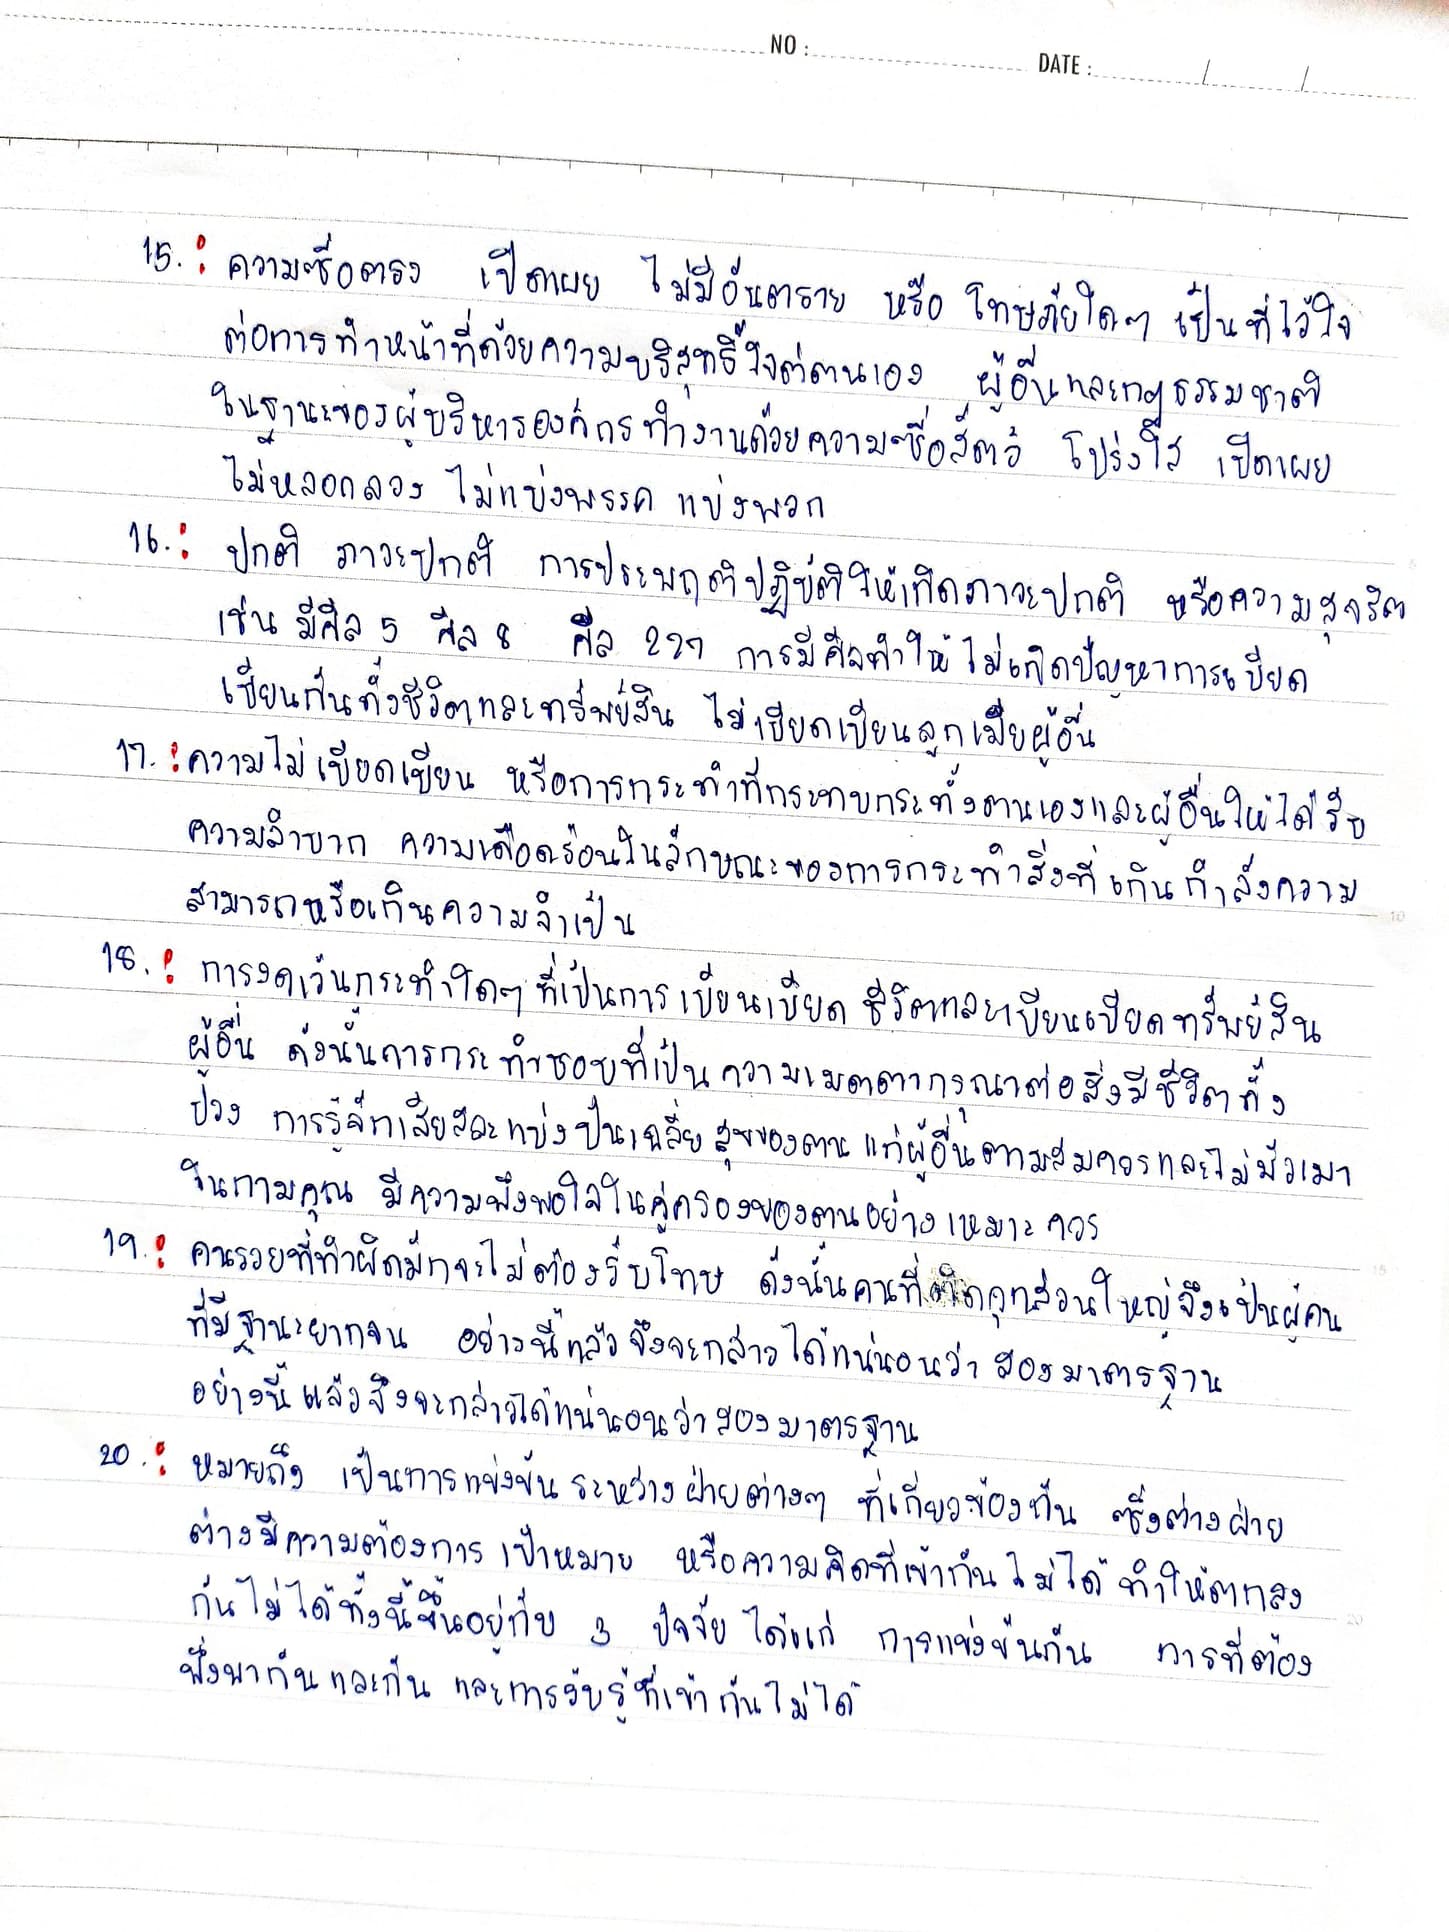 NO :
DATE : / /
15. : ความซื่อตรง เปิดเผย ไม่มีอันตราย หรือ โทษภัยใดๆ เป็นที่ไว้ใจ
ต่อการทำหน้าที่ด้วยความบริสุทธิ์ใจต่อตนเอง ผู้อื่นและกฎธรรมชาติ
ในฐานะของผู้บริหารองค์กรทำงานด้วยความซื่อสัตว์ โปร่งใส เปิดเผย
ไม่หลอกลวง ไม่แบ่งพรรค แบ่งพวก
16. : ปกติ ภาวะปกติ การประพฤติปฏิบัติให้เกิดภาวะปกติ หรือความสุจริต
เช่น มีศีล 5 ศีล 8 ศีล 227 การมีศีลทำให้ ไม่เกิดปัญหาการเบียด
เบียนกันทั้งชีวิตและทรัพย์สิน ไม่เบียดเบียนลูกเมียผู้อื่น
17. : ความไม่ เบียดเบียน หรือการกระทำที่กระทบกระทั่งตนเองและผู้อื่นให้ได้รับ
ความลำบาก ความเดือดร้อนในลักษณะของการกระทำสิ่งที่เกินกำลังความ
สามารถหรือเกินความจำเป็น
18. : การงดเว้นกระทำใดๆ ที่เป็นการ เบียนเบียด ชีวิตและเบียนเบียดทรัพย์สิน
ผู้อื่น ดังนั้นการกระทำชอบที่เป็น ความเมตตากรุณาต่อสิ่งมีชีวิตทั้ง
ป้วง การรู้จักเสียสละแบ่งปันเฉลี่ย สุขของตน แก่ผู้อื่นตามสมควรและไม่มัวเมา
ในกามคุณ มีความพึงพอใจในคู่ครองของตนอย่างเหมาะควร
19. : คนรวยที่ทำผิดมักจะไม่ต้องรับโทษ ดังนั้นคนที่ติดคุกส่วนใหญ่จึงเป็นผู้คน
ที่มีฐานะยากจน อย่างนี้แล้วจึงจะกล่าวได้แน่นอนว่า สองมาตรฐาน
อย่างนี้แล้วจึงจะกล่าวได้แน่นอนว่าสองมาตรฐาน
20. : หมายถึง เป็นการแข่งขันระหว่างฝ่ายต่างๆ ที่เกี่ยวข้องกัน ซึ่งต่างฝ่าย
ต่างมีความต้องการ เป้าหมาย หรือความคิดที่เข้ากันไม่ได้ ทำให้ตกลง
กันไม่ได้ทั้งนี้ขึ้นอยู่กับ 3 ปัจจัย ได้แก่ การแข่งขันกัน การที่ต้อง
พึ่งพากันและกัน และการรับรู้ที่เข้ากันไม่ได้